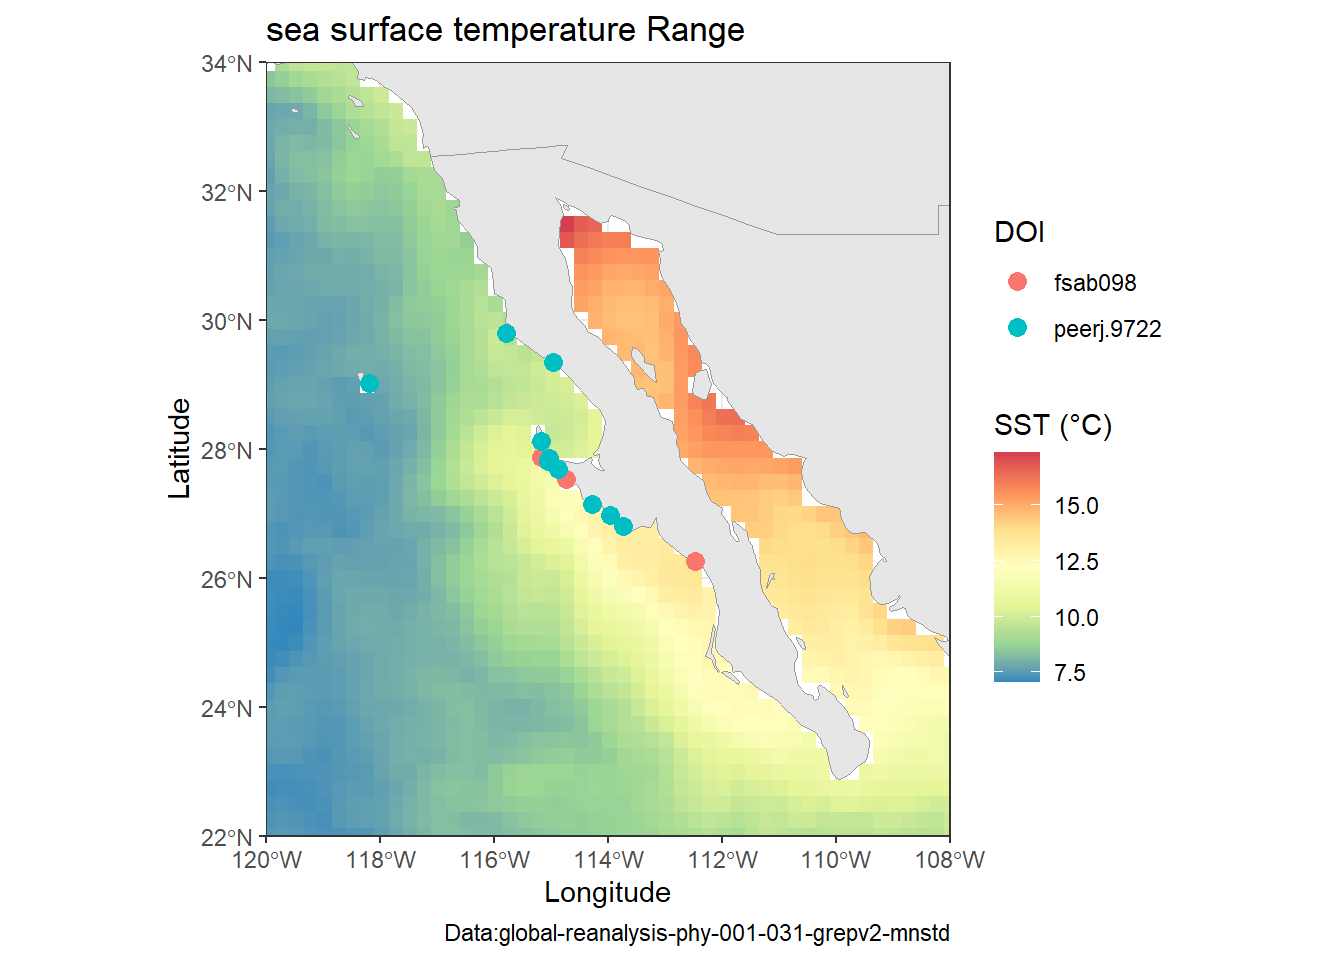 sea surface temperature Range
34°N
32°N
30°N
28°N
26°N
24°N
22°N
120°W
118°W
116°W
114°W
112°W
110°W
108°W
Latitude
Longitude
Data:global-reanalysis-phy-001-031-grepv2-mnstd
DOI
fsab098
peerj.9722
SST (°C)
15.0
12.5
10.0
7.5